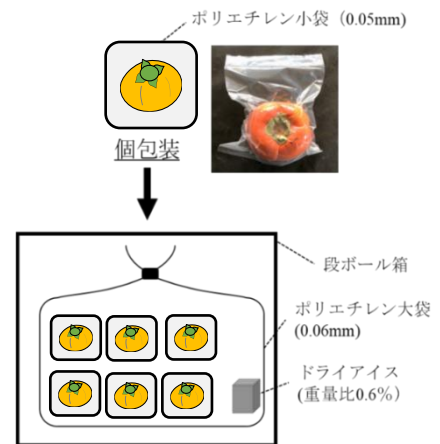 ポリエチレン小袋（0.05mm）
個包装
段ボール箱
ポリエチレン大袋
(0.06mm)
ドライアイス
(重量比0.6%)